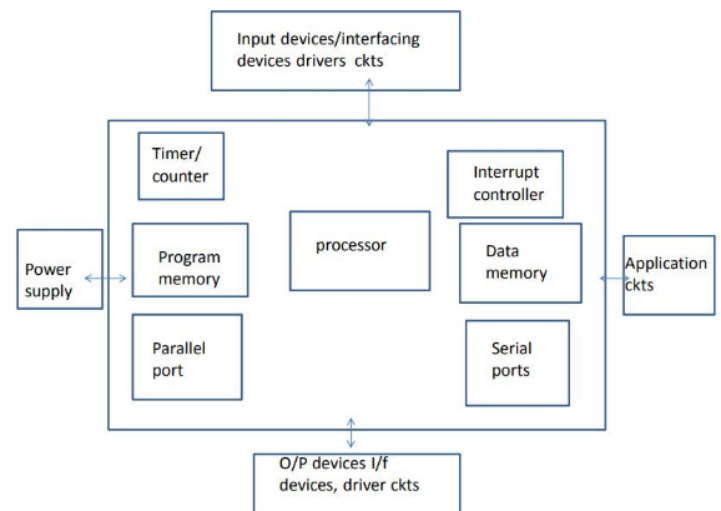 Input devices/interfacing
devices drivers ckts
Timer/
counter
Interrupt
controller
processor
Power
supply
Program
memory
Data
memory
Application
ckts
Parallel
port
Serial
ports
O/P devices I/f
devices, driver ckts